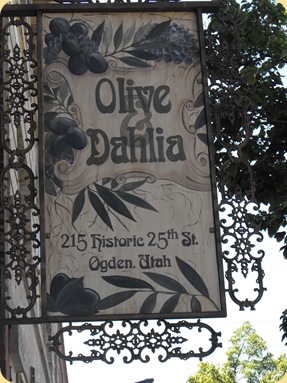 Olive
&
Dahlia
215 Historic 25th St.
Ogden, Utah